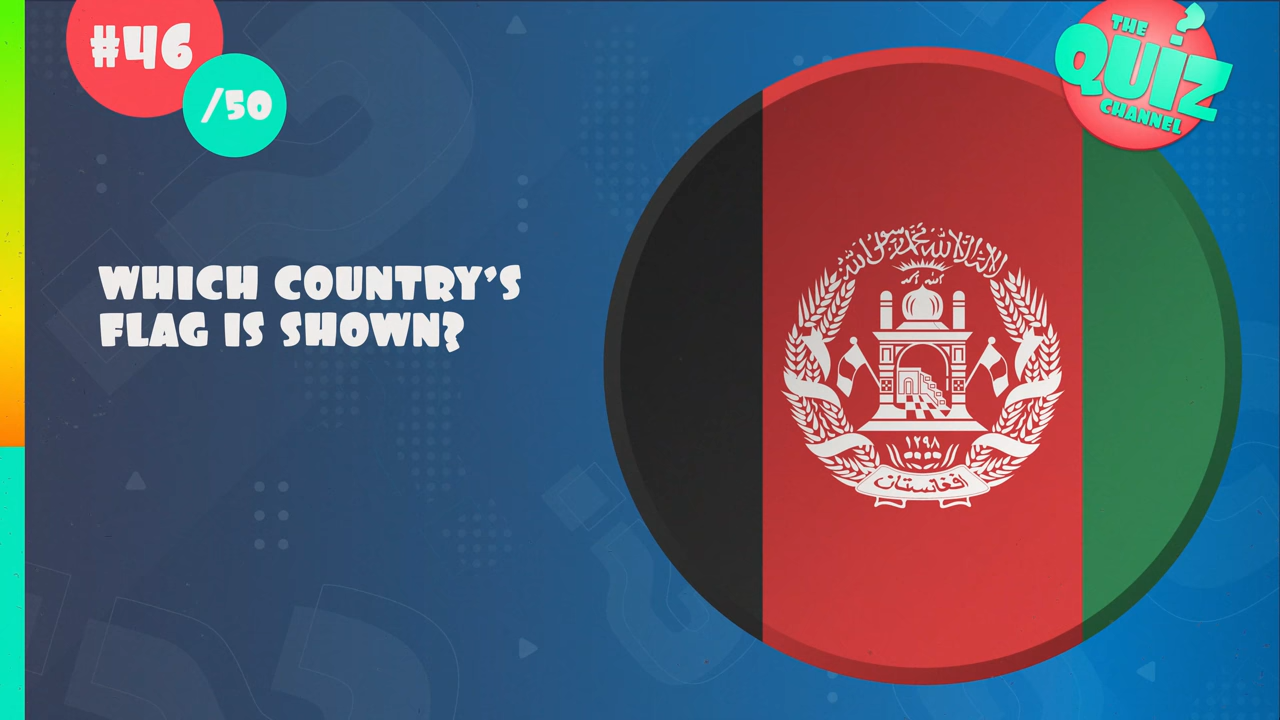 #46
/50
THE
QUIZ
CHANNEL
WHICH COUNTRY'S
FLAG IS SHOWN?
لا إله إلا الله محمد رسول الله
الله أكبر
١٢٩٨
افغانستان